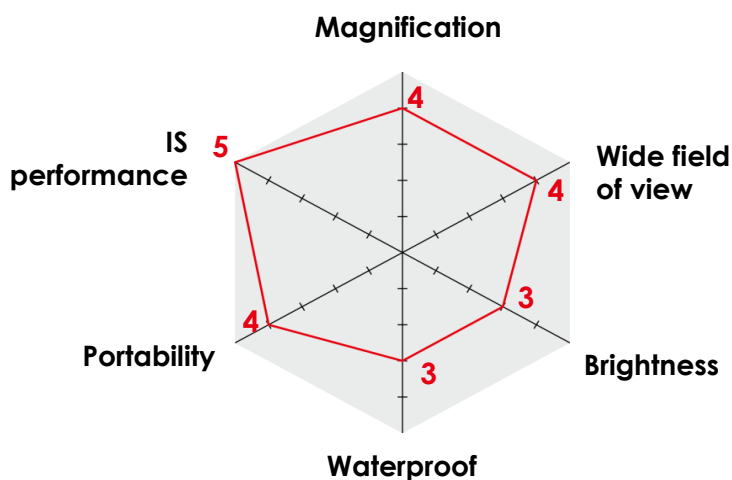 Magnification
4
IS
performance
5
Wide field
of view
4
3
4
Portability
Brightness
3
Waterproof